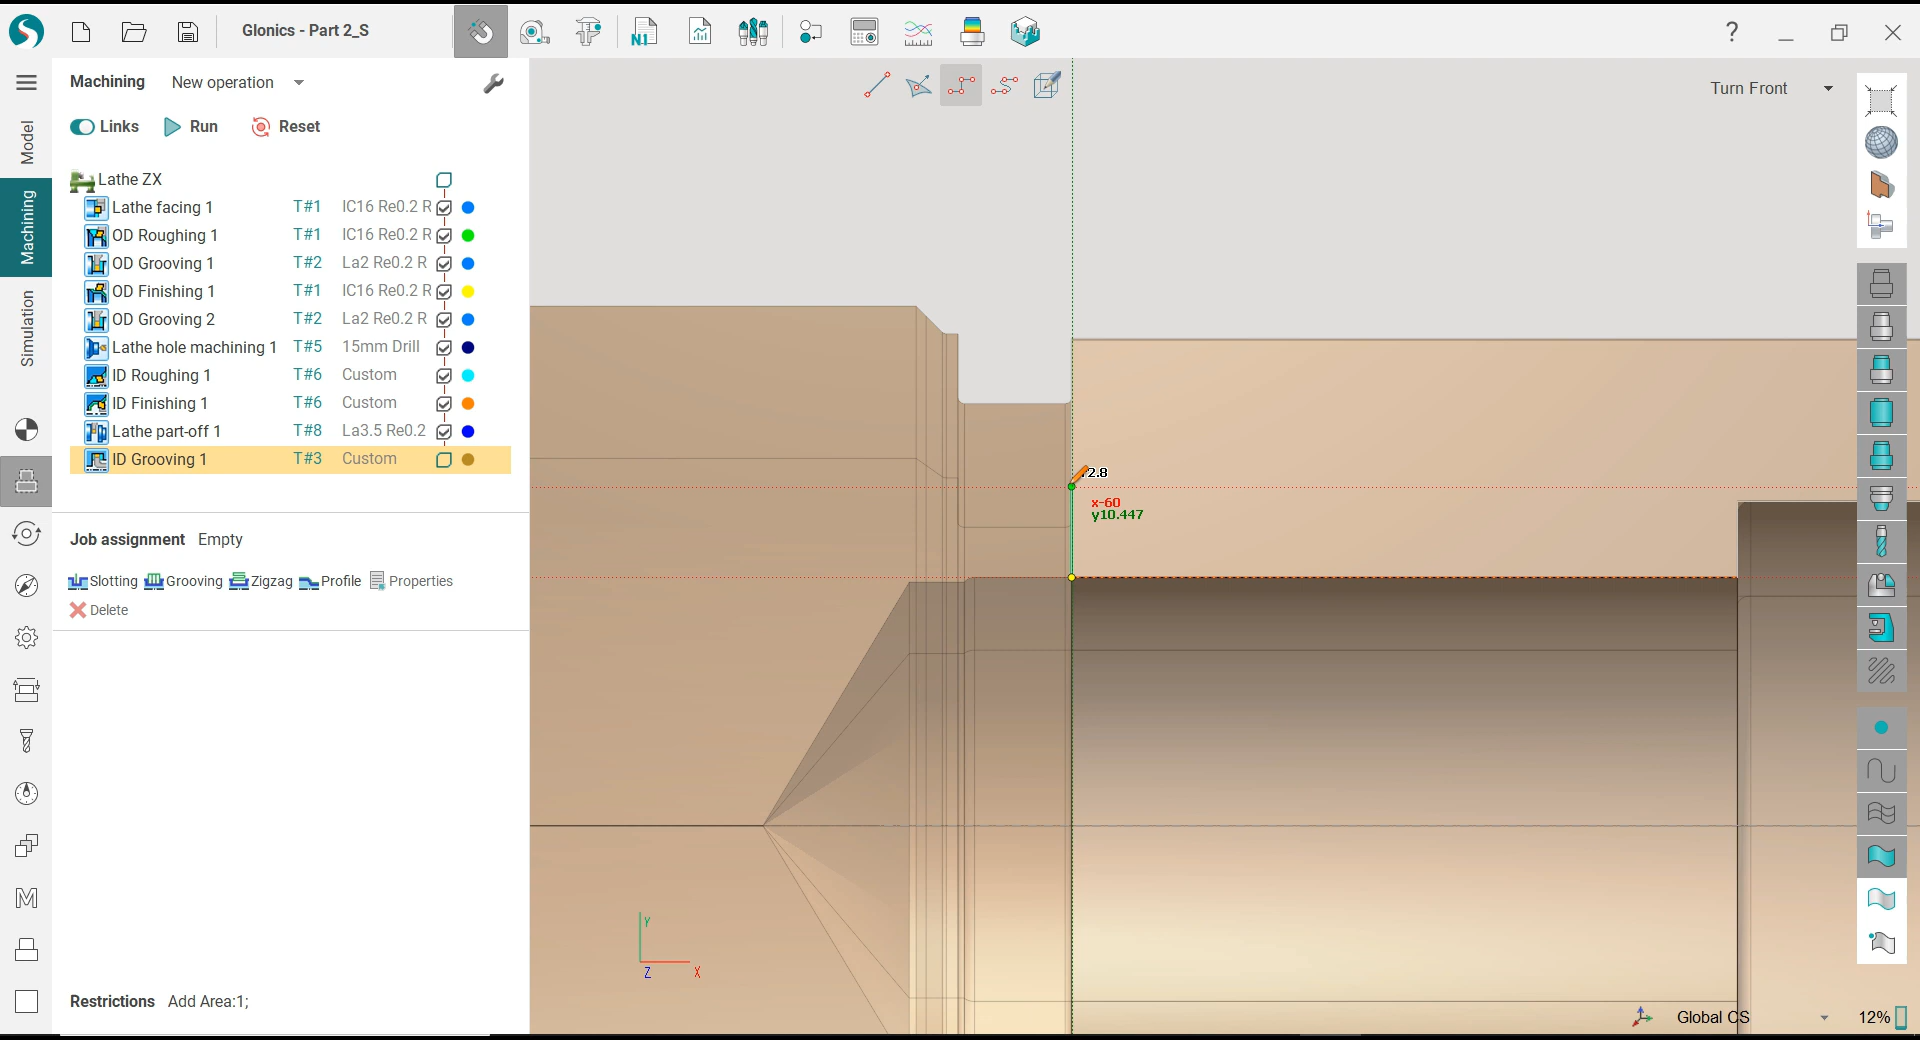 Glonics - Part 2_S
N1
?
Machining New operation
Turn Front
Links Run Reset
Model
Machining
Simulation
Lathe ZX
Lathe facing 1 T#1 IC16 Re0.2 R
OD Roughing 1 T#1 IC16 Re0.2 R
OD Grooving 1 T#2 La2 Re0.2 R
OD Finishing 1 T#1 IC16 Re0.2 R
OD Grooving 2 T#2 La2 Re0.2 R
Lathe hole machining 1 T#5 15mm Drill
ID Roughing 1 T#6 Custom
ID Finishing 1 T#6 Custom
Lathe part-off 1 T#8 La3.5 Re0.2
ID Grooving 1 T#3 Custom
2.8
x-60
y10.447
Job assignment Empty
Slotting Grooving Zigzag Profile Properties
Delete
M
Y
Z X
Restrictions Add Area:1;
Global CS 12%